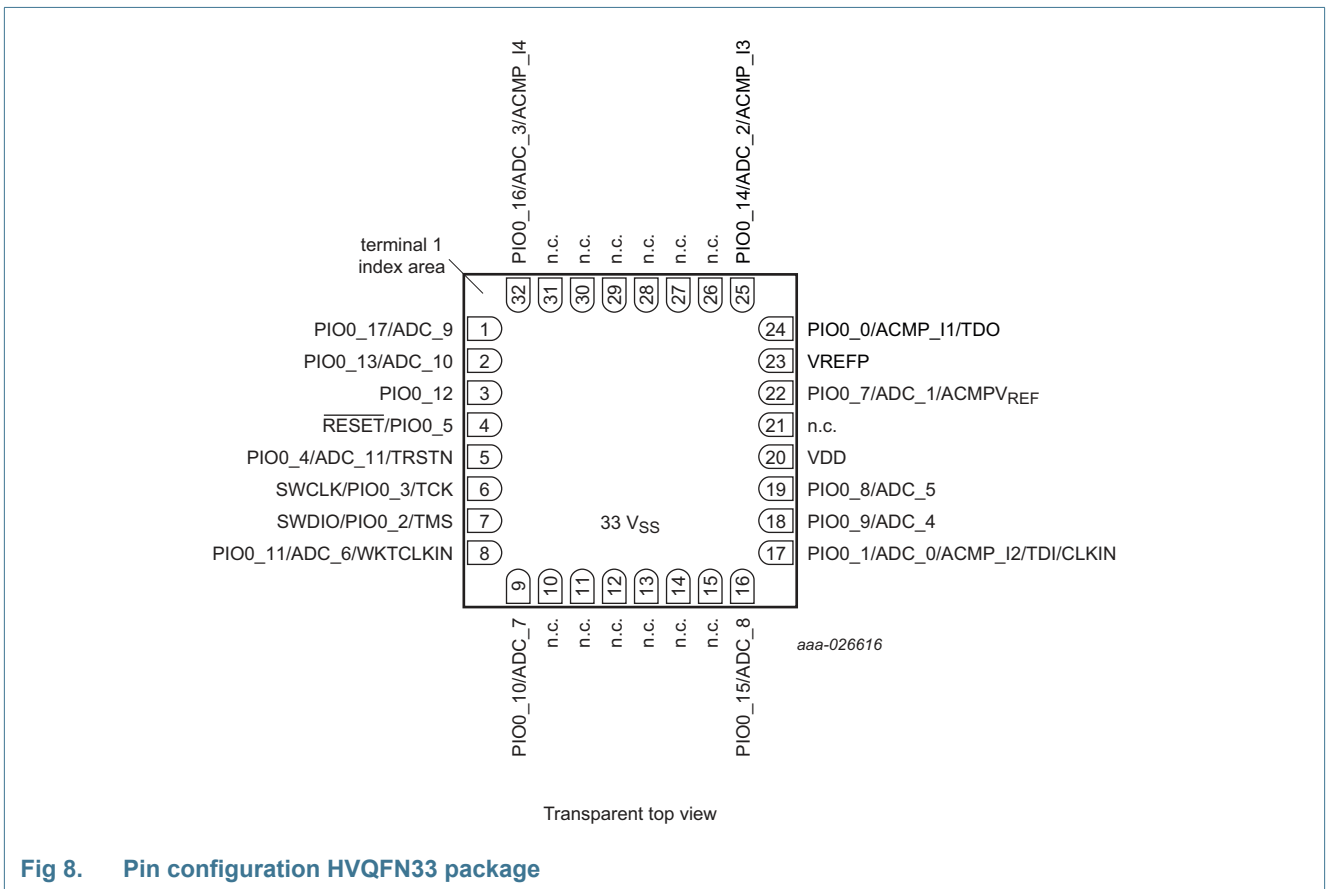 PIO0_16/ADC_3/ACMP_I4
n.c.
n.c.
n.c.
n.c.
n.c.
n.c.
PIO0_14/ADC_2/ACMP_I3
terminal 1
index area
32
31
30
29
28
27
26
25
PIO0_17/ADC_9
1
PIO0_13/ADC_10
2
PIO0_12
3
RESET/PIO0_5
4
PIO0_4/ADC_11/TRSTN
5
SWCLK/PIO0_3/TCK
6
SWDIO/PIO0_2/TMS
7
PIO0_11/ADC_6/WKTCLKIN
8
24
PIO0_0/ACMP_I1/TDO
23
VREFP
22
PIO0_7/ADC_1/ACMPVREF
21
n.c.
20
VDD
19
PIO0_8/ADC_5
18
PIO0_9/ADC_4
17
PIO0_1/ADC_0/ACMP_I2/TDI/CLKIN
33 VSS
9
10
11
12
13
14
15
16
PIO0_10/ADC_7
n.c.
n.c.
n.c.
n.c.
n.c.
n.c.
PIO0_15/ADC_8
aaa-026616
Transparent top view
Fig 8. Pin configuration HVQFN33 package